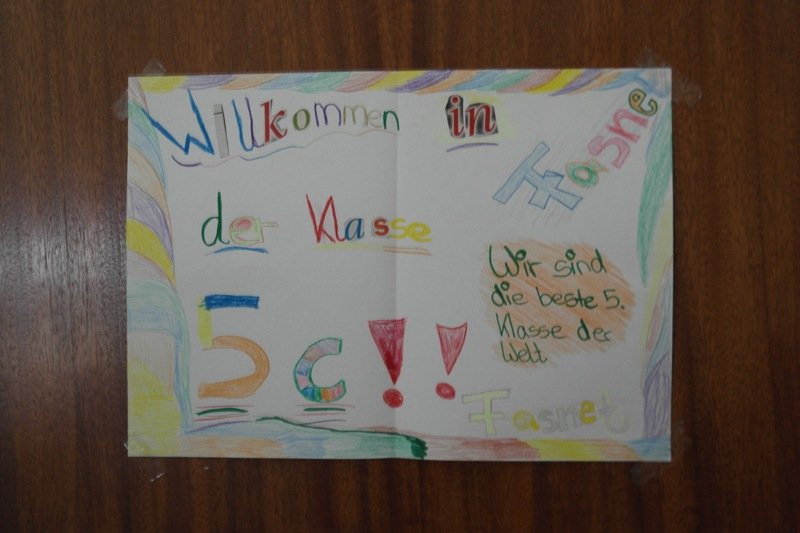 Willkommen in
der Klasse
5c!!
Fasnet
Wir sind
die beste 5.
Klasse der
Welt
Fasnet